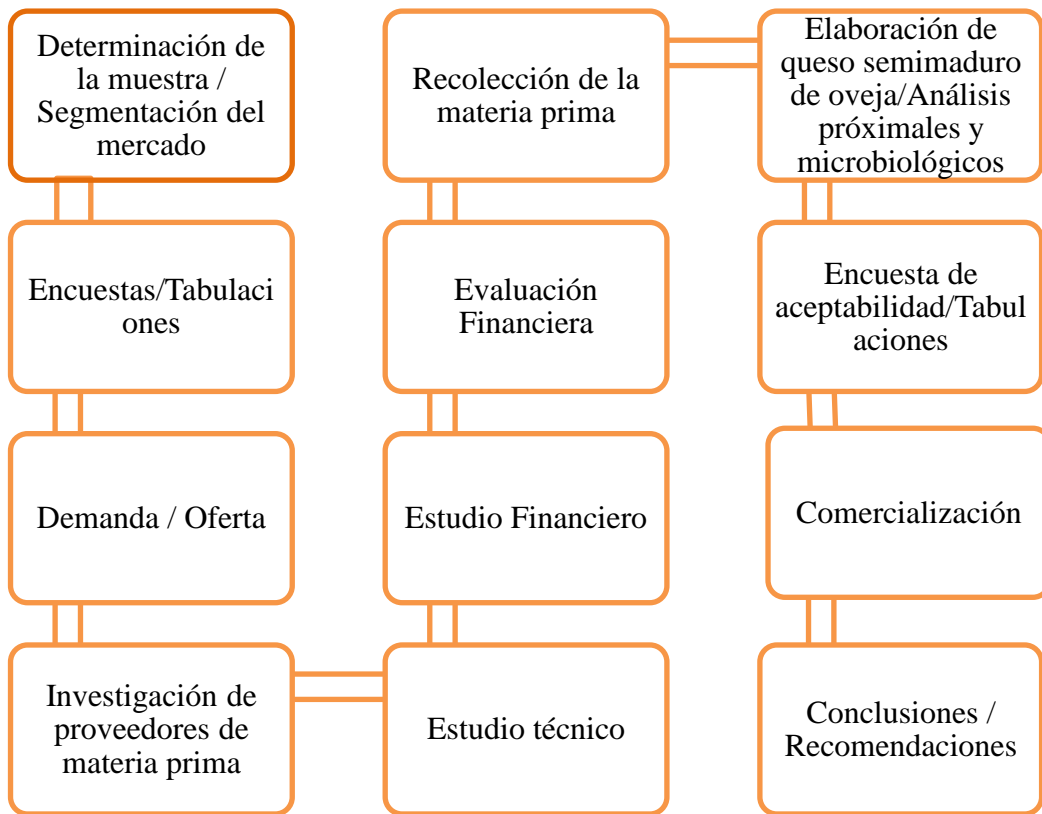 Determinación de
la muestra /
Segmentación del
mercado
Encuestas/Tabulaci
ones
Demanda / Oferta
Investigación de
proveedores de
materia prima
Estudio técnico
Estudio Financiero
Evaluación
Financiera
Recolección de la
materia prima
Elaboración de
queso semimaduro
de oveja/Análisis
próximales y
microbiológicos
Encuesta de
aceptabilidad/Tabul
aciones
Comercialización
Conclusiones /
Recomendaciones